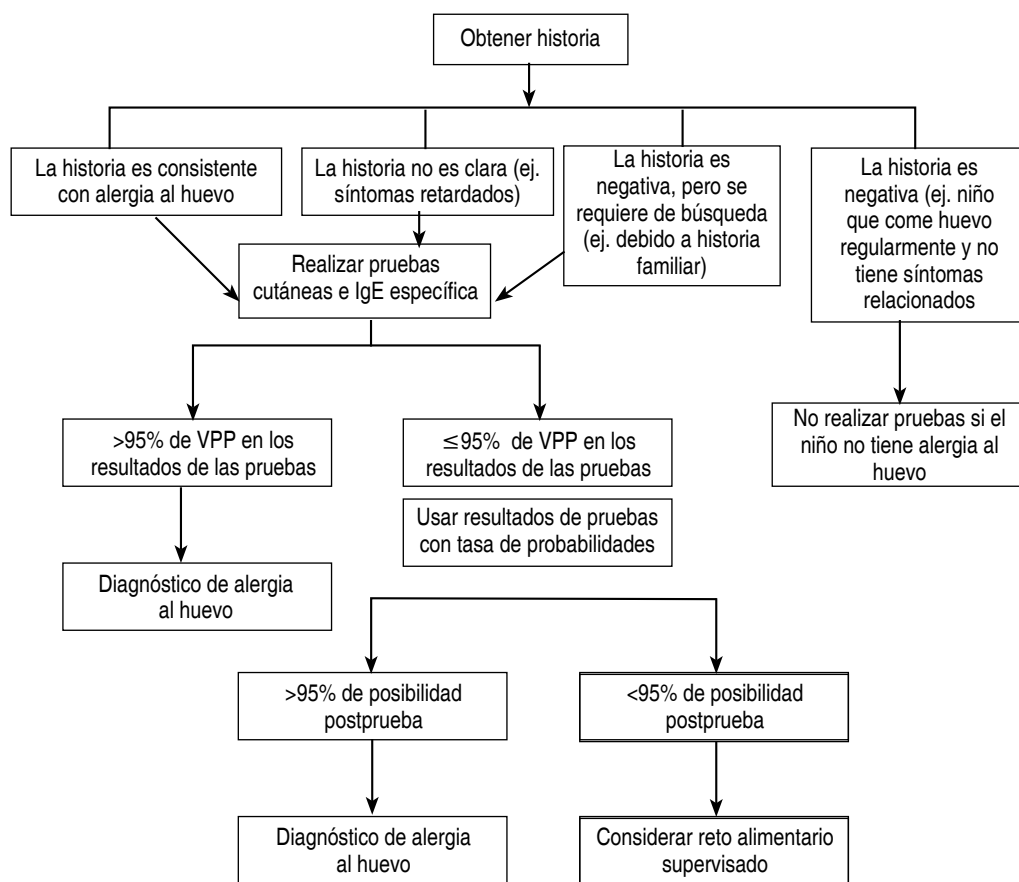 Obtener historia
La historia es consistente
con alergia al huevo
La historia no es clara (ej.
síntomas retardados)
La historia es
negativa, pero se
requiere de búsqueda
(ej. debido a historia
familiar)
La historia es
negativa (ej. niño
que come huevo
regularmente y no
tiene síntomas
relacionados
Realizar pruebas
cutáneas e IgE específica
>95% de VPP en los
resultados de las pruebas
≤95% de VPP en los
resultados de las pruebas
No realizar pruebas si el
niño no tiene alergia al
huevo
Usar resultados de pruebas
con tasa de probabilidades
Diagnóstico de alergia
al huevo
>95% de posibilidad
postprueba
<95% de posibilidad
postprueba
Diagnóstico de alergia
al huevo
Considerar reto alimentario
supervisado